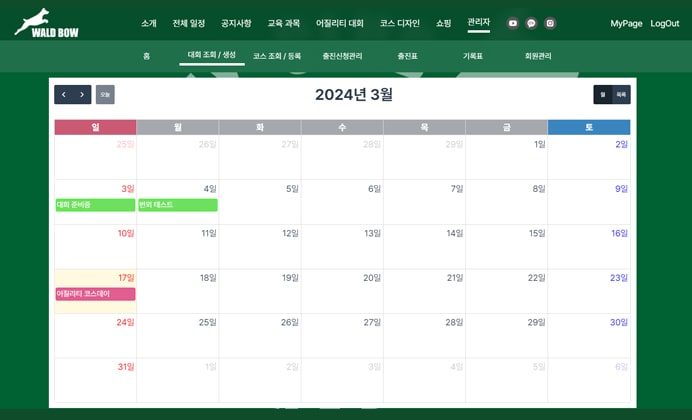 WALD BOW
소개 전체 일정 공지사항 교육 과목 어질리티 대회 코스 디자인 쇼핑 관리자 MyPage LogOut
홈 대회 조회 / 생성 코스 조회 / 등록 출진신청관리 출진표 기록표 회원관리
오늘 2024년 3월 월 목록
일 월 화 수 목 금 토
25일 26일 27일 28일 29일 1일 2일
3일 4일 5일 6일 7일 8일 9일
대회 준비중 번외 테스트
10일 11일 12일 13일 14일 15일 16일
17일 18일 19일 20일 21일 22일 23일
어질리티 코스데이
24일 25일 26일 27일 28일 29일 30일
31일 1일 2일 3일 4일 5일 6일